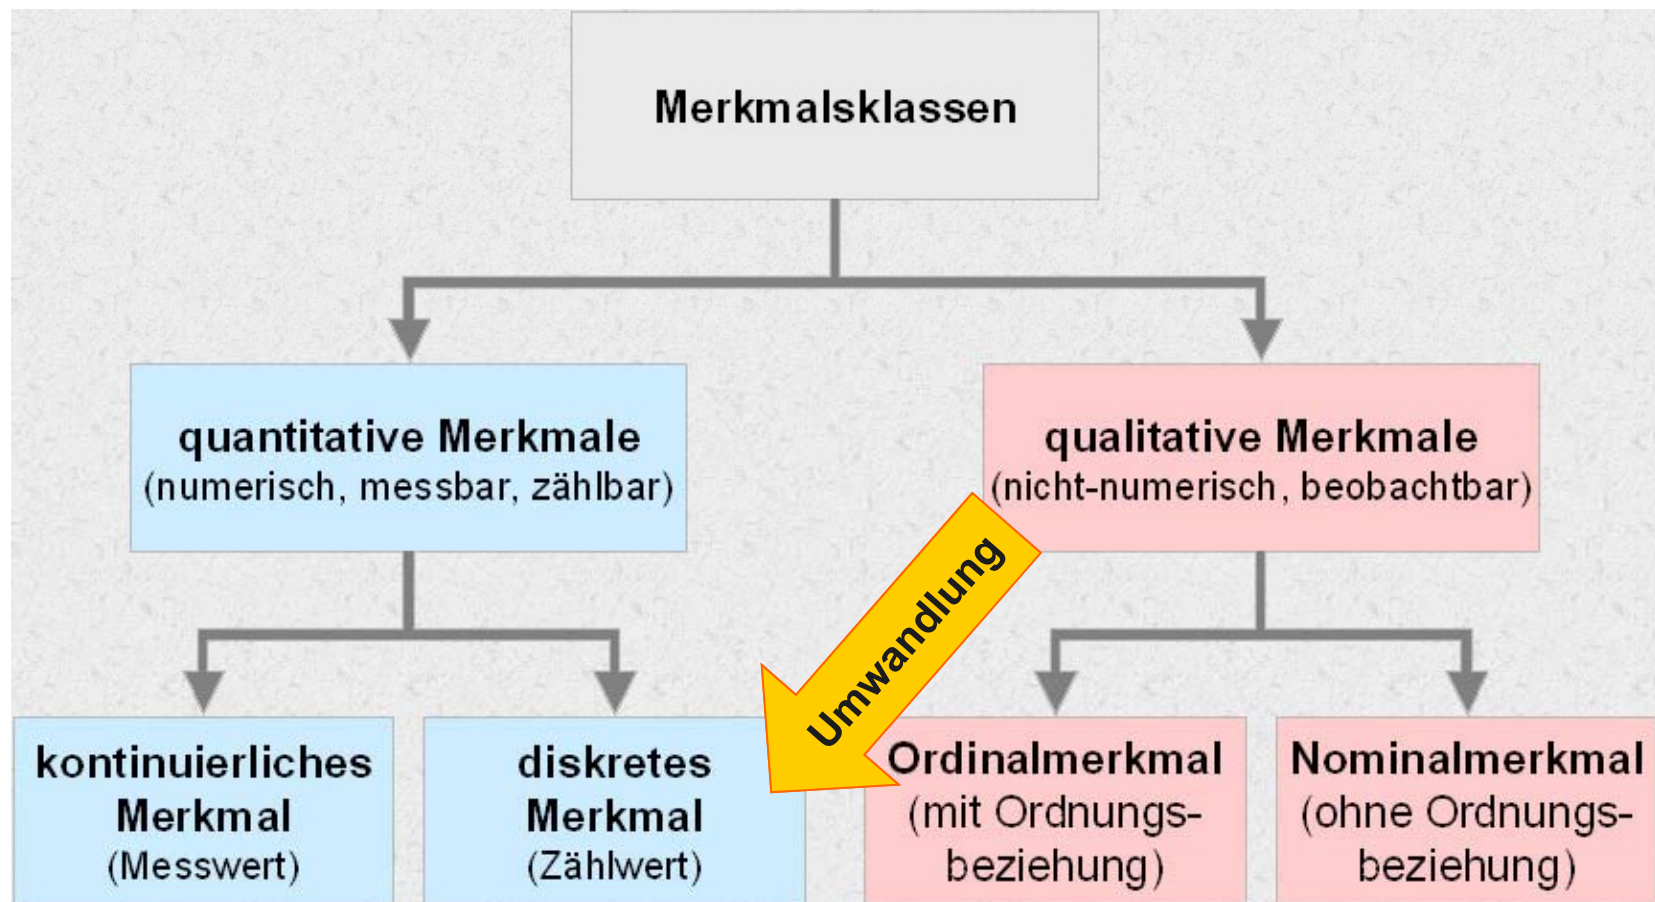 Merkmalsklassen
quantitative Merkmale
(numerisch, messbar, zählbar)
qualitative Merkmale
(nicht-numerisch, beobachtbar)
Umwandlung
kontinuierliches
Merkmal
(Messwert)
diskretes
Merkmal
(Zählwert)
Ordinalmerkmal
(mit Ordnungs-
beziehung)
Nominalmerkmal
(ohne Ordnungs-
beziehung)